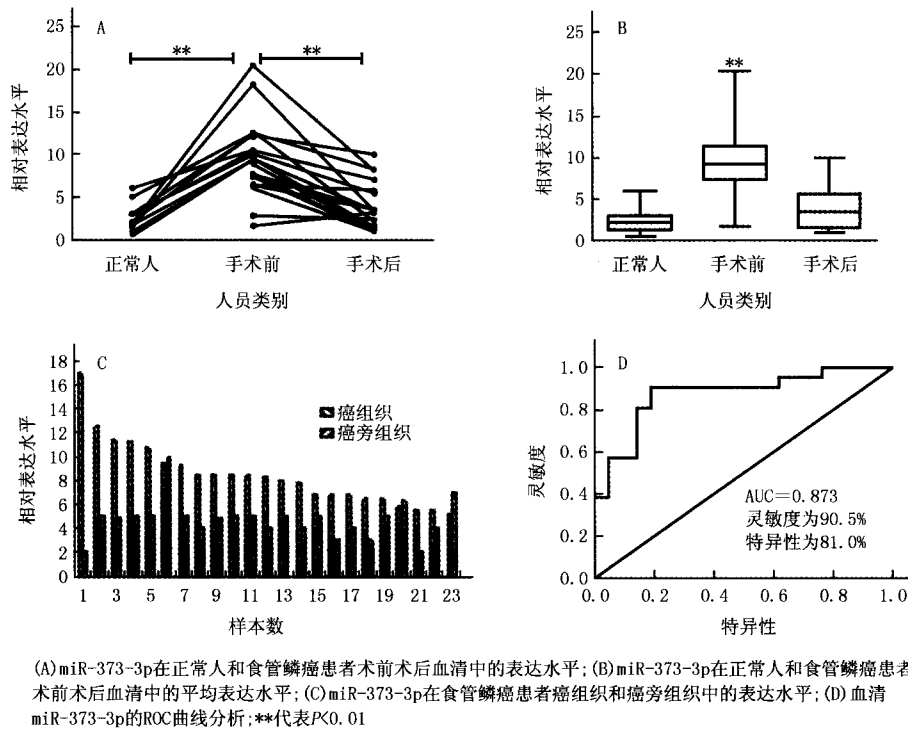 A
**
**
25
20
15
10
5
0
相对表达水平
正常人 手术前 手术后
人员类别
B
**
25
20
15
10
5
0
相对表达水平
正常人 手术前 手术后
人员类别
C
18
16
14
12
10
8
6
4
2
0
相对表达水平
癌组织
癌旁组织
1 3 5 7 9 11 13 15 17 19 21 23
样本数
D
1.0
0.8
0.6
0.4
0.2
0.0
灵敏度
AUC=0.873
灵敏度为90.5%
特异性为81.0%
0.0 0.2 0.4 0.6 0.8 1.0
特异性
(A)miR-373-3p在正常人和食管鳞癌患者术前术后血清中的表达水平;(B)miR-373-3p在正常人和食管鳞癌患者
术前术后血清中的平均表达水平;(C)miR-373-3p在食管鳞癌患者癌组织和癌旁组织中的表达水平;(D)血清
miR-373-3p的ROC曲线分析;**代表P<0.01